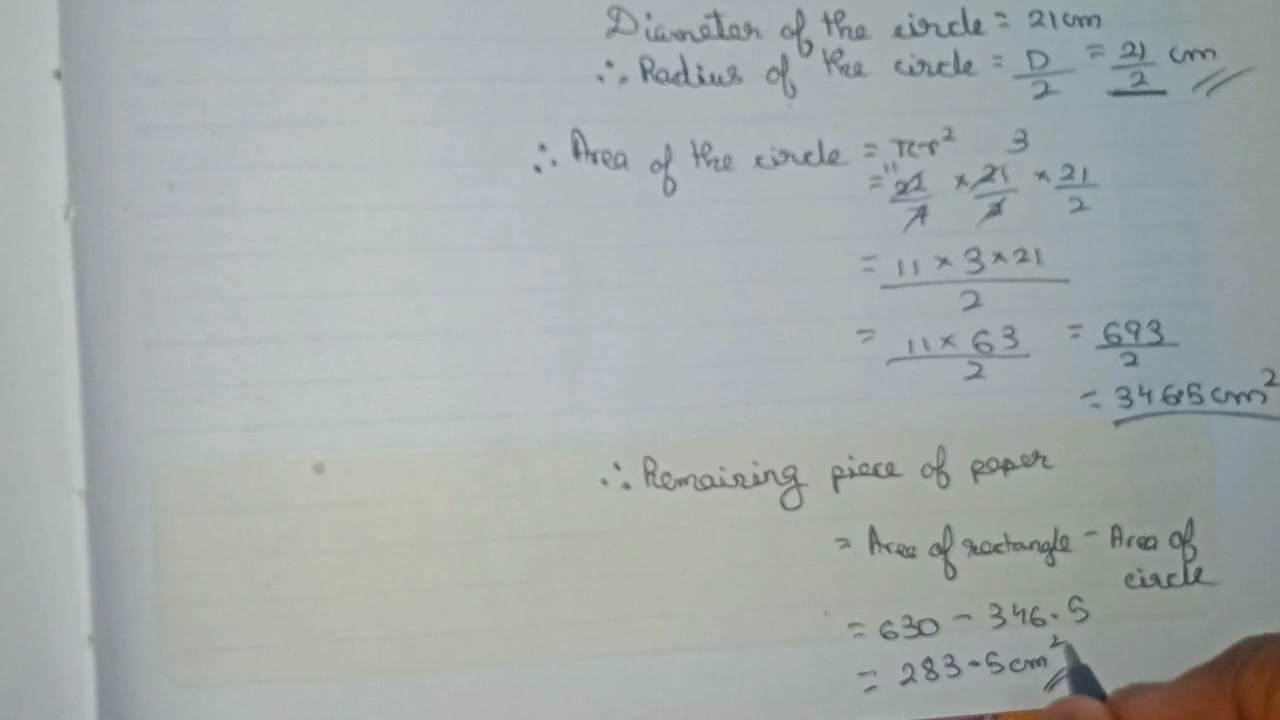 Diameter of the circle = 21cm
∴ Radius of the circle = D/2 = 21/2 cm
∴ Area of the circle = πr²
= 22/7 × 21/2 × 21/2 11 3
= 11 × 3 × 21 / 2
= 11 × 63 / 2 = 693/2
= 346.5 cm²
∴ Remaining piece of paper
= Area of rectangle - Area of
circle
= 630 - 346.5
= 283.5 cm²